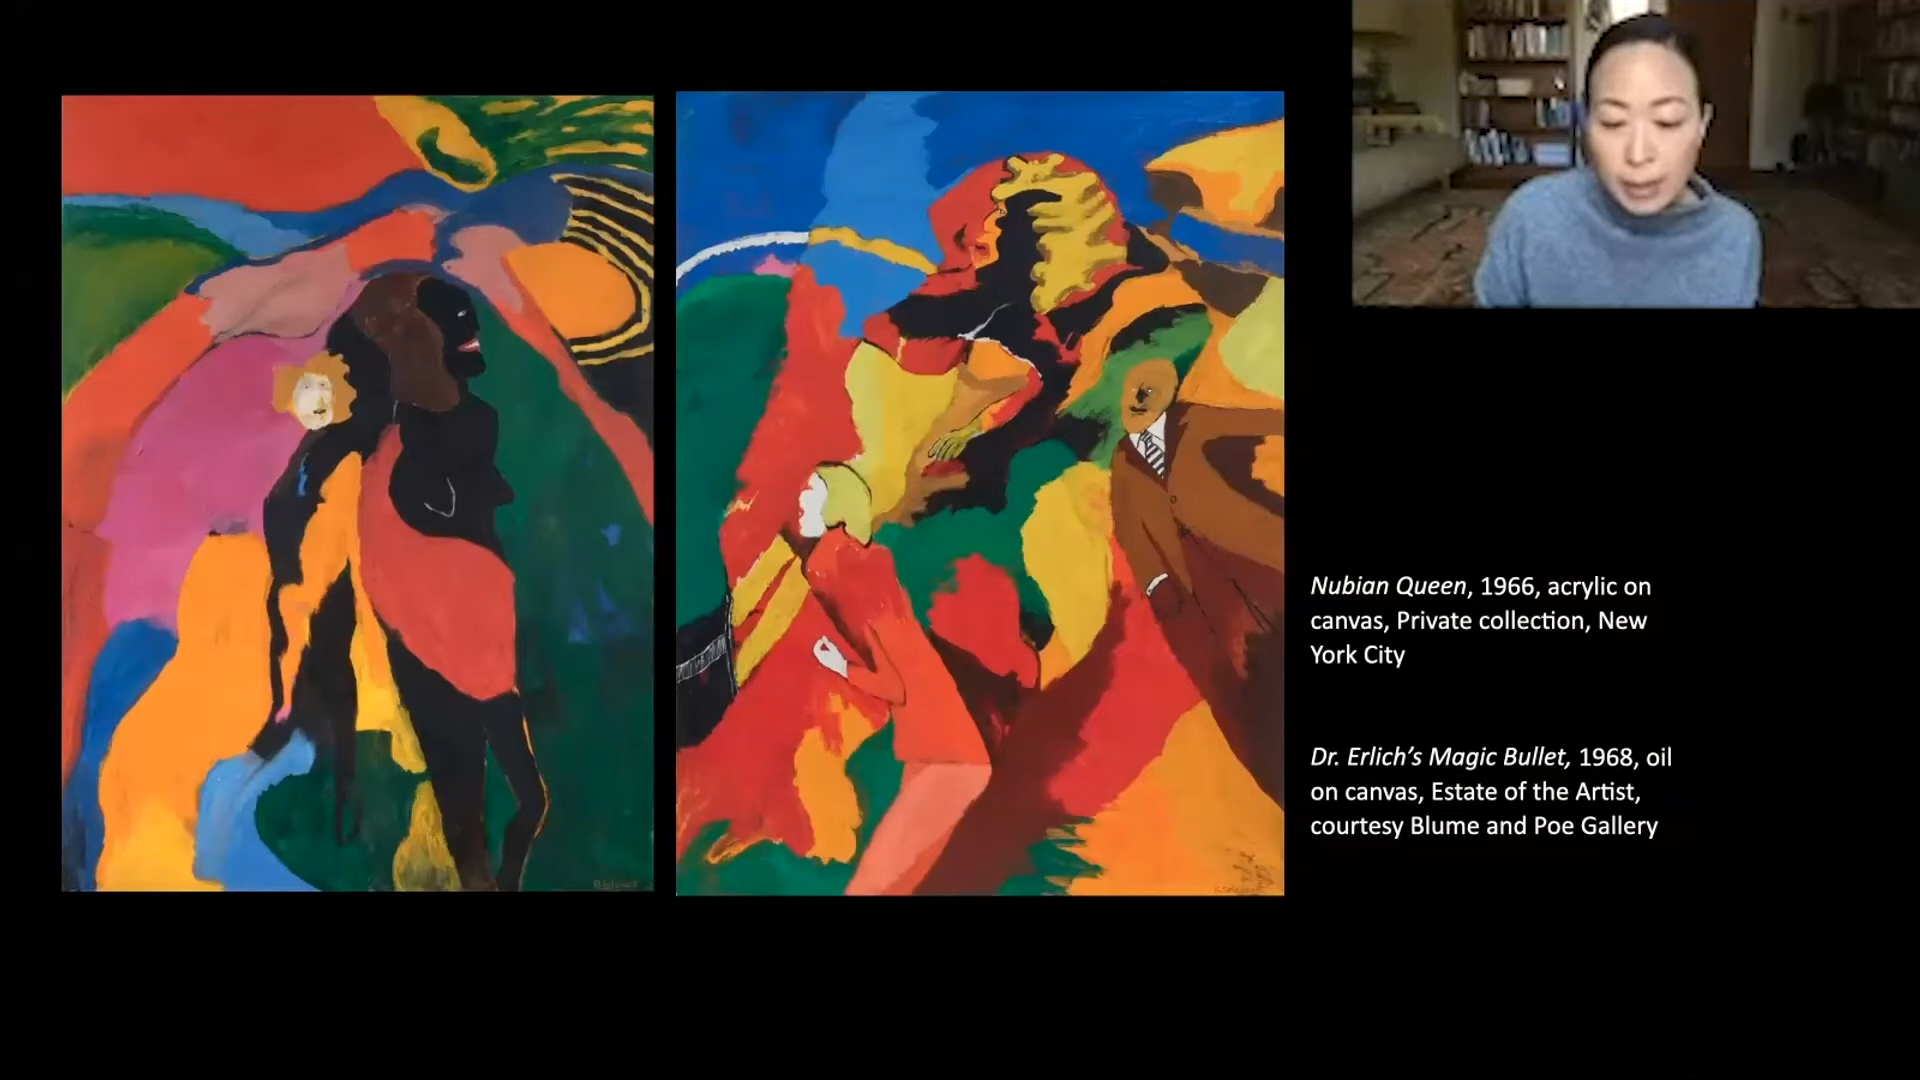 Nubian Queen, 1966, acrylic on
canvas, Private collection, New
York City
Dr. Erlich’s Magic Bullet, 1968, oil
on canvas, Estate of the Artist,
courtesy Blume and Poe Gallery